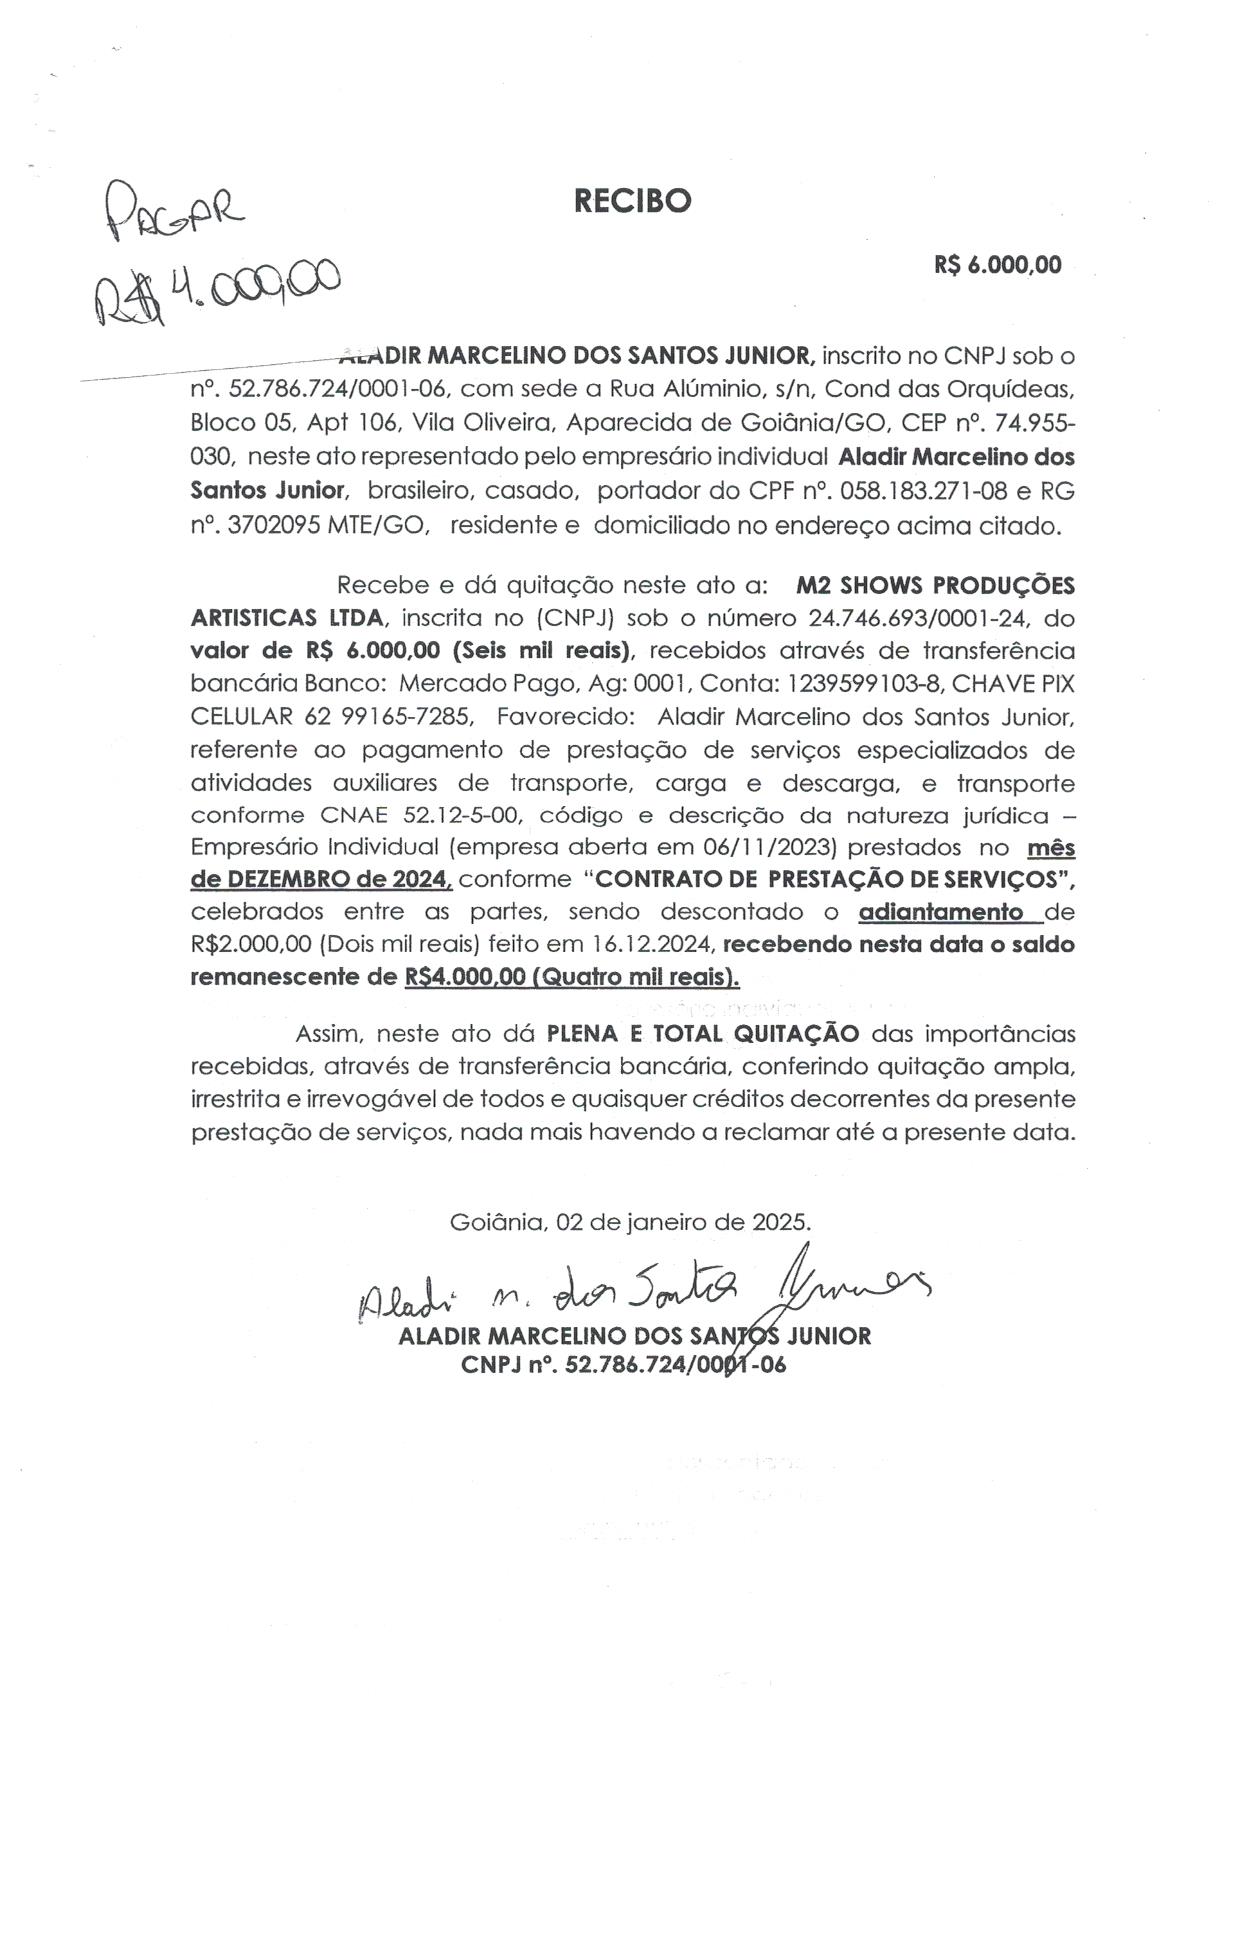 RECIBO
PAGAR
R$ 6.000,00
R$ 4.000,00
ALADIR MARCELINO DOS SANTOS JUNIOR, inscrito no CNPJ sob o
nº. 52.786.724/0001-06, com sede a Rua Alúminio, s/n, Cond das Orquídeas,
Bloco 05, Apt 106, Vila Oliveira, Aparecida de Goiânia/GO, CEP nº. 74.955-
030, neste ato representado pelo empresário individual Aladir Marcelino dos
Santos Junior, brasileiro, casado, portador do CPF nº. 058.183.271-08 e RG
nº. 3702095 MTE/GO, residente e domiciliado no endereço acima citado.
Recebe e dá quitação neste ato a: M2 SHOWS PRODUÇÕES
ARTISTICAS LTDA, inscrita no (CNPJ) sob o número 24.746.693/0001-24, do
valor de R$ 6.000,00 (Seis mil reais), recebidos através de transferência
bancária Banco: Mercado Pago, Ag: 0001, Conta: 1239599103-8, CHAVE PIX
CELULAR 62 99165-7285, Favorecido: Aladir Marcelino dos Santos Junior,
referente ao pagamento de prestação de serviços especializados de
atividades auxiliares de transporte, carga e descarga, e transporte
conforme CNAE 52.12-5-00, código e descrição da natureza jurídica –
Empresário Individual (empresa aberta em 06/11/2023) prestados no mês
de DEZEMBRO de 2024, conforme “CONTRATO DE PRESTAÇÃO DE SERVIÇOS”,
celebrados entre as partes, sendo descontado o adiantamento de
R$2.000,00 (Dois mil reais) feito em 16.12.2024, recebendo nesta data o saldo
remanescente de R$4.000,00 (Quatro mil reais).
Assim, neste ato dá PLENA E TOTAL QUITAÇÃO das importâncias
recebidas, através de transferência bancária, conferindo quitação ampla,
irrestrita e irrevogável de todos e quaisquer créditos decorrentes da presente
prestação de serviços, nada mais havendo a reclamar até a presente data.
Goiânia, 02 de janeiro de 2025.
Aladi m. dos Santos
ALADIR MARCELINO DOS SANTOS JUNIOR
CNPJ nº. 52.786.724/0001-06